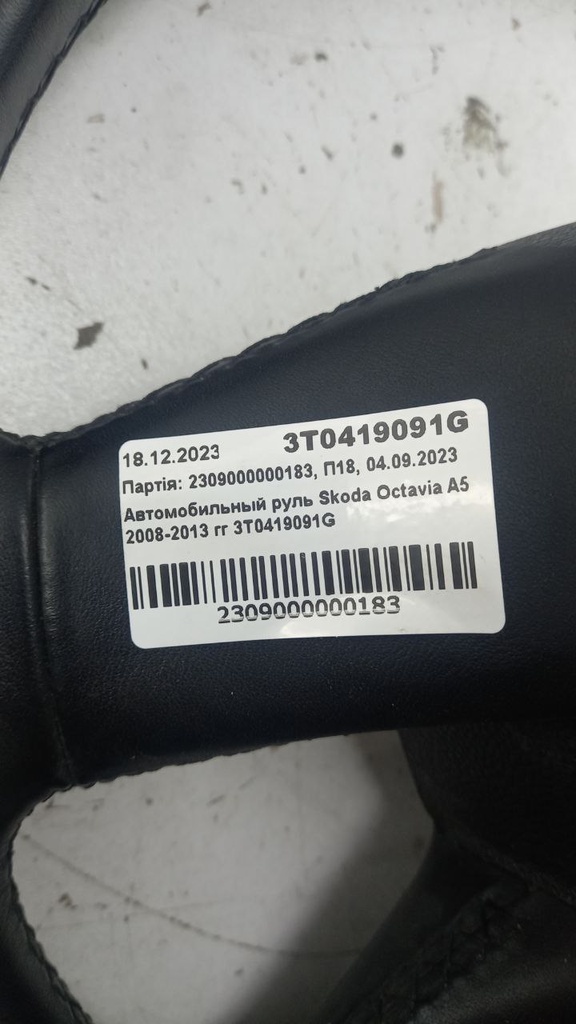 18.12.2023 3T0419091G
Партія: 2309000000183, П18, 04.09.2023
Автомобильный руль Skoda Octavia A5
2008-2013 гг 3T0419091G
2309000000183